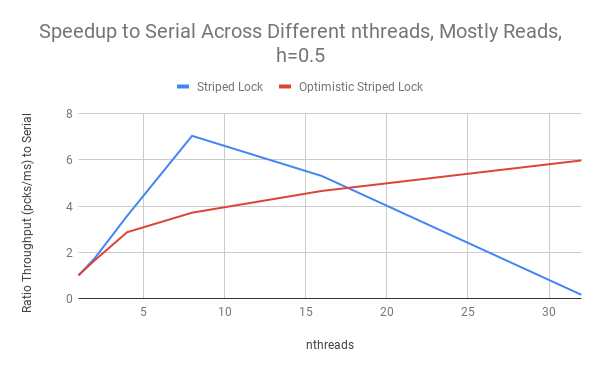 Speedup to Serial Across Different nthreads, Mostly Reads,
h=0.5
Striped Lock
Optimistic Striped Lock
Ratio Throughput (pcks/ms) to Serial
8
6
4
2
0
5
10
15
20
25
30
nthreads